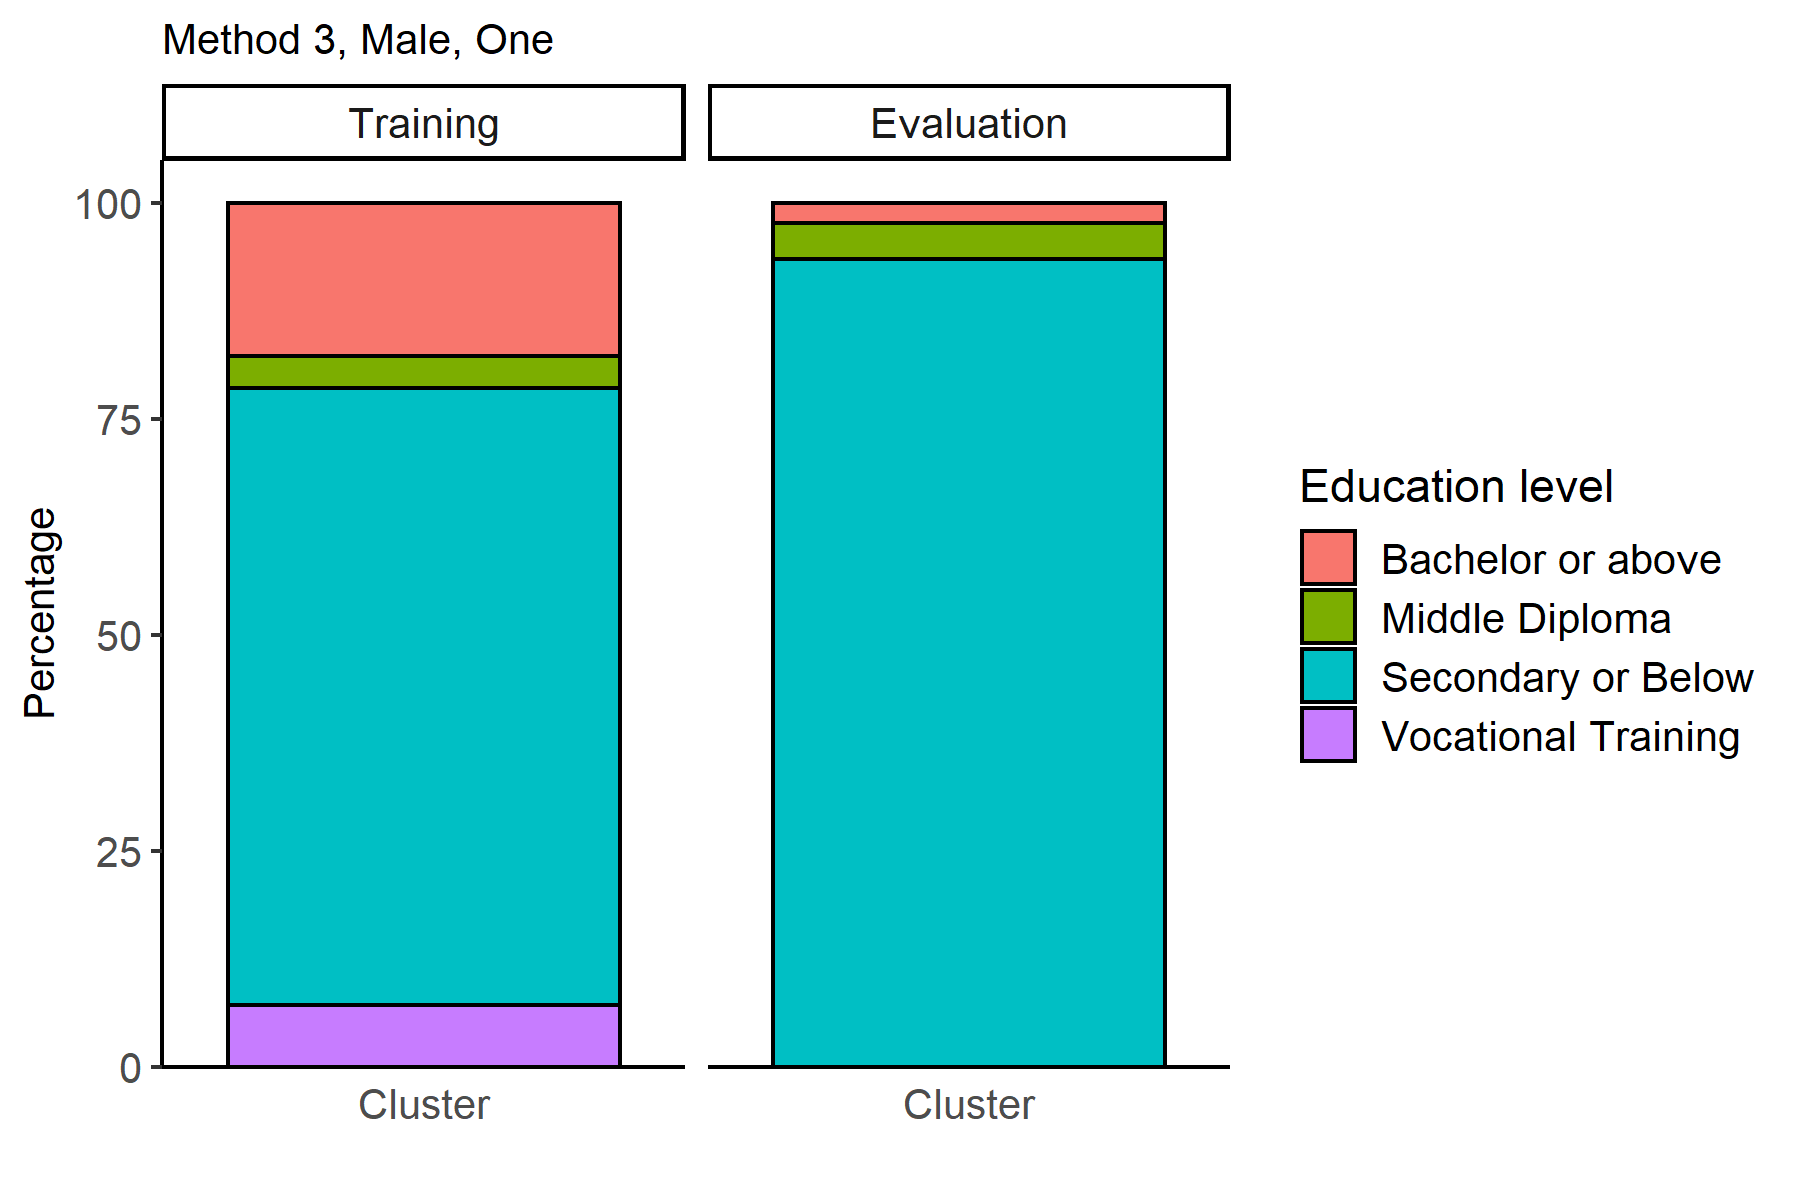 Method 3, Male, One
Training
Evaluation
Percentage
100
75
50
25
0
Cluster
Cluster
Education level
Bachelor or above
Middle Diploma
Secondary or Below
Vocational Training